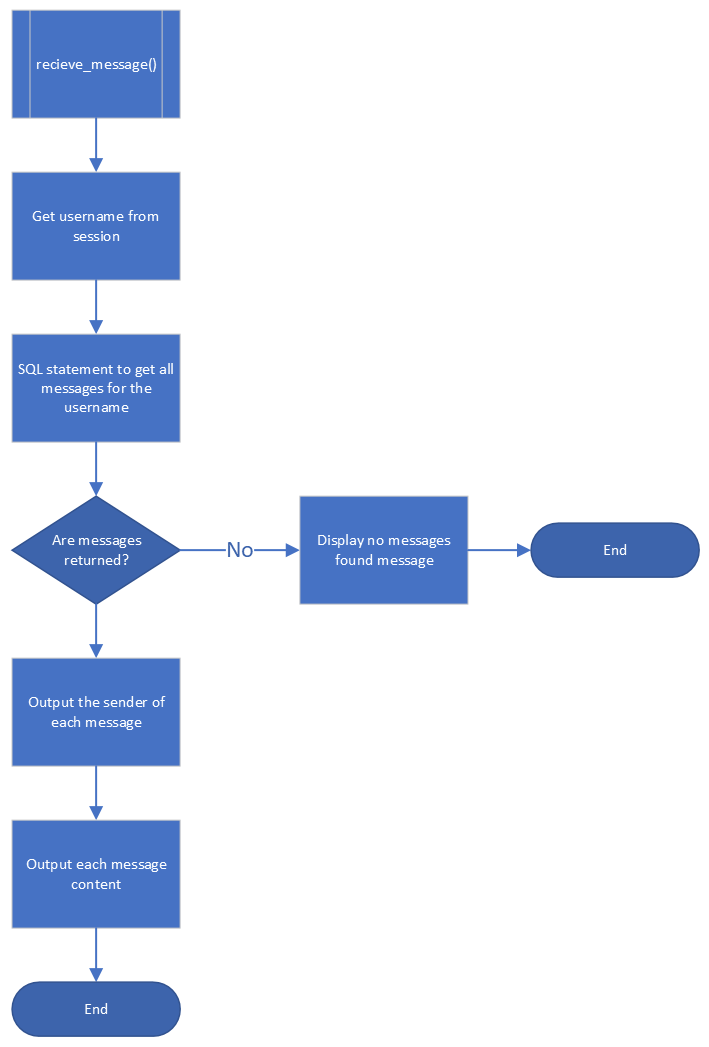 recieve_message()
Get username from
session
SQL statement to get all
messages for the
username
Are messages
returned?
No
Display no messages
found message
End
Output the sender of
each message
Output each message
content
End